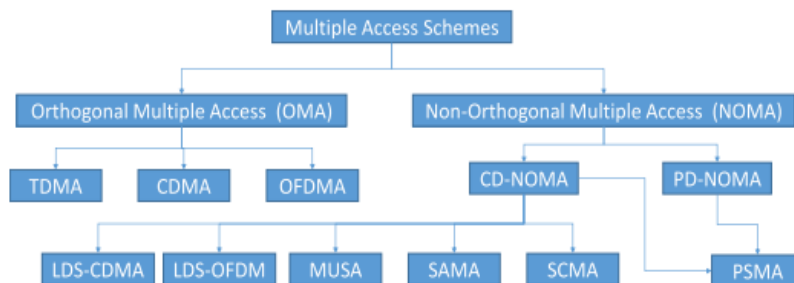 Multiple Access Schemes
Orthogonal Multiple Access (OMA)
Non-Orthogonal Multiple Access (NOMA)
TDMA
CDMA
OFDMA
CD-NOMA
PD-NOMA
LDS-CDMA
LDS-OFDM
MUSA
SAMA
SCMA
PSMA